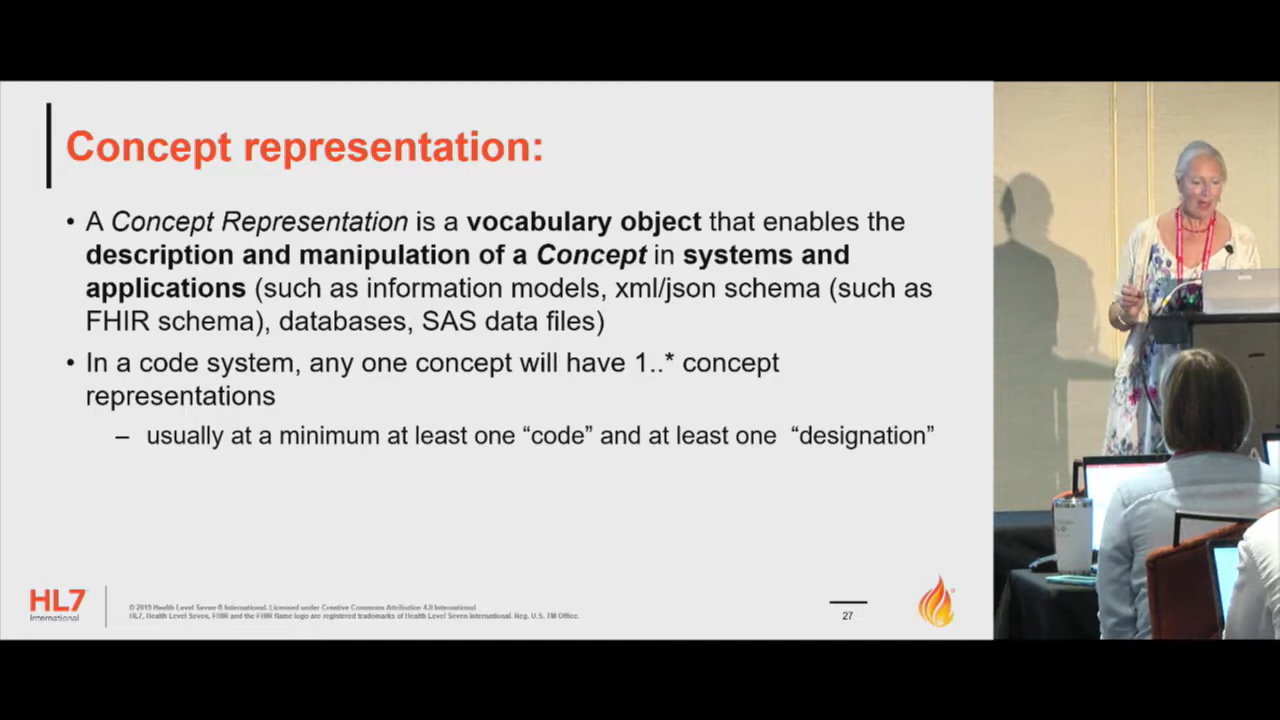 Concept representation:
• A Concept Representation is a vocabulary object that enables the
description and manipulation of a Concept in systems and
applications (such as information models, xml/json schema (such as
FHIR schema), databases, SAS data files)
• In a code system, any one concept will have 1..* concept
representations
– usually at a minimum at least one “code” and at least one “designation”
HL7
International
© 2019 Health Level Seven ® International. Licensed under Creative Commons Attribution 4.0 International
HL7, Health Level Seven, FHIR and the FHIR flame logo are registered trademarks of Health Level Seven International. Reg. U.S. TM Office.
27